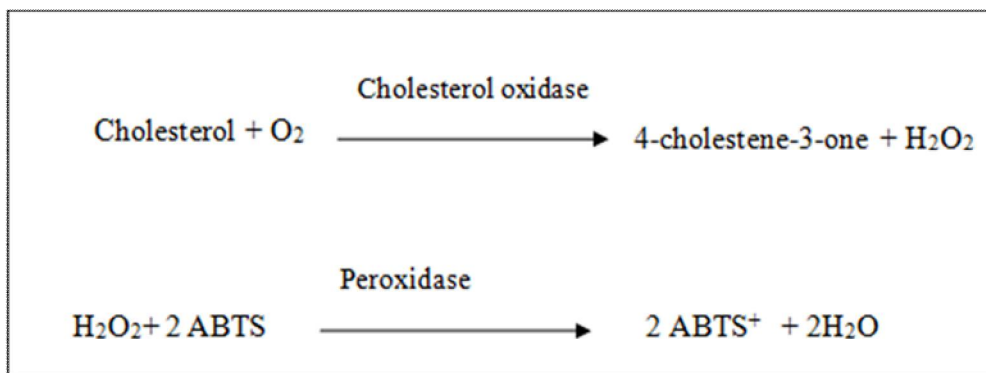 Cholesterol oxidase
Cholesterol + O₂ → 4-cholestene-3-one + H₂O₂
Peroxidase
H₂O₂+ 2 ABTS → 2 ABTS⁺ + 2H₂O